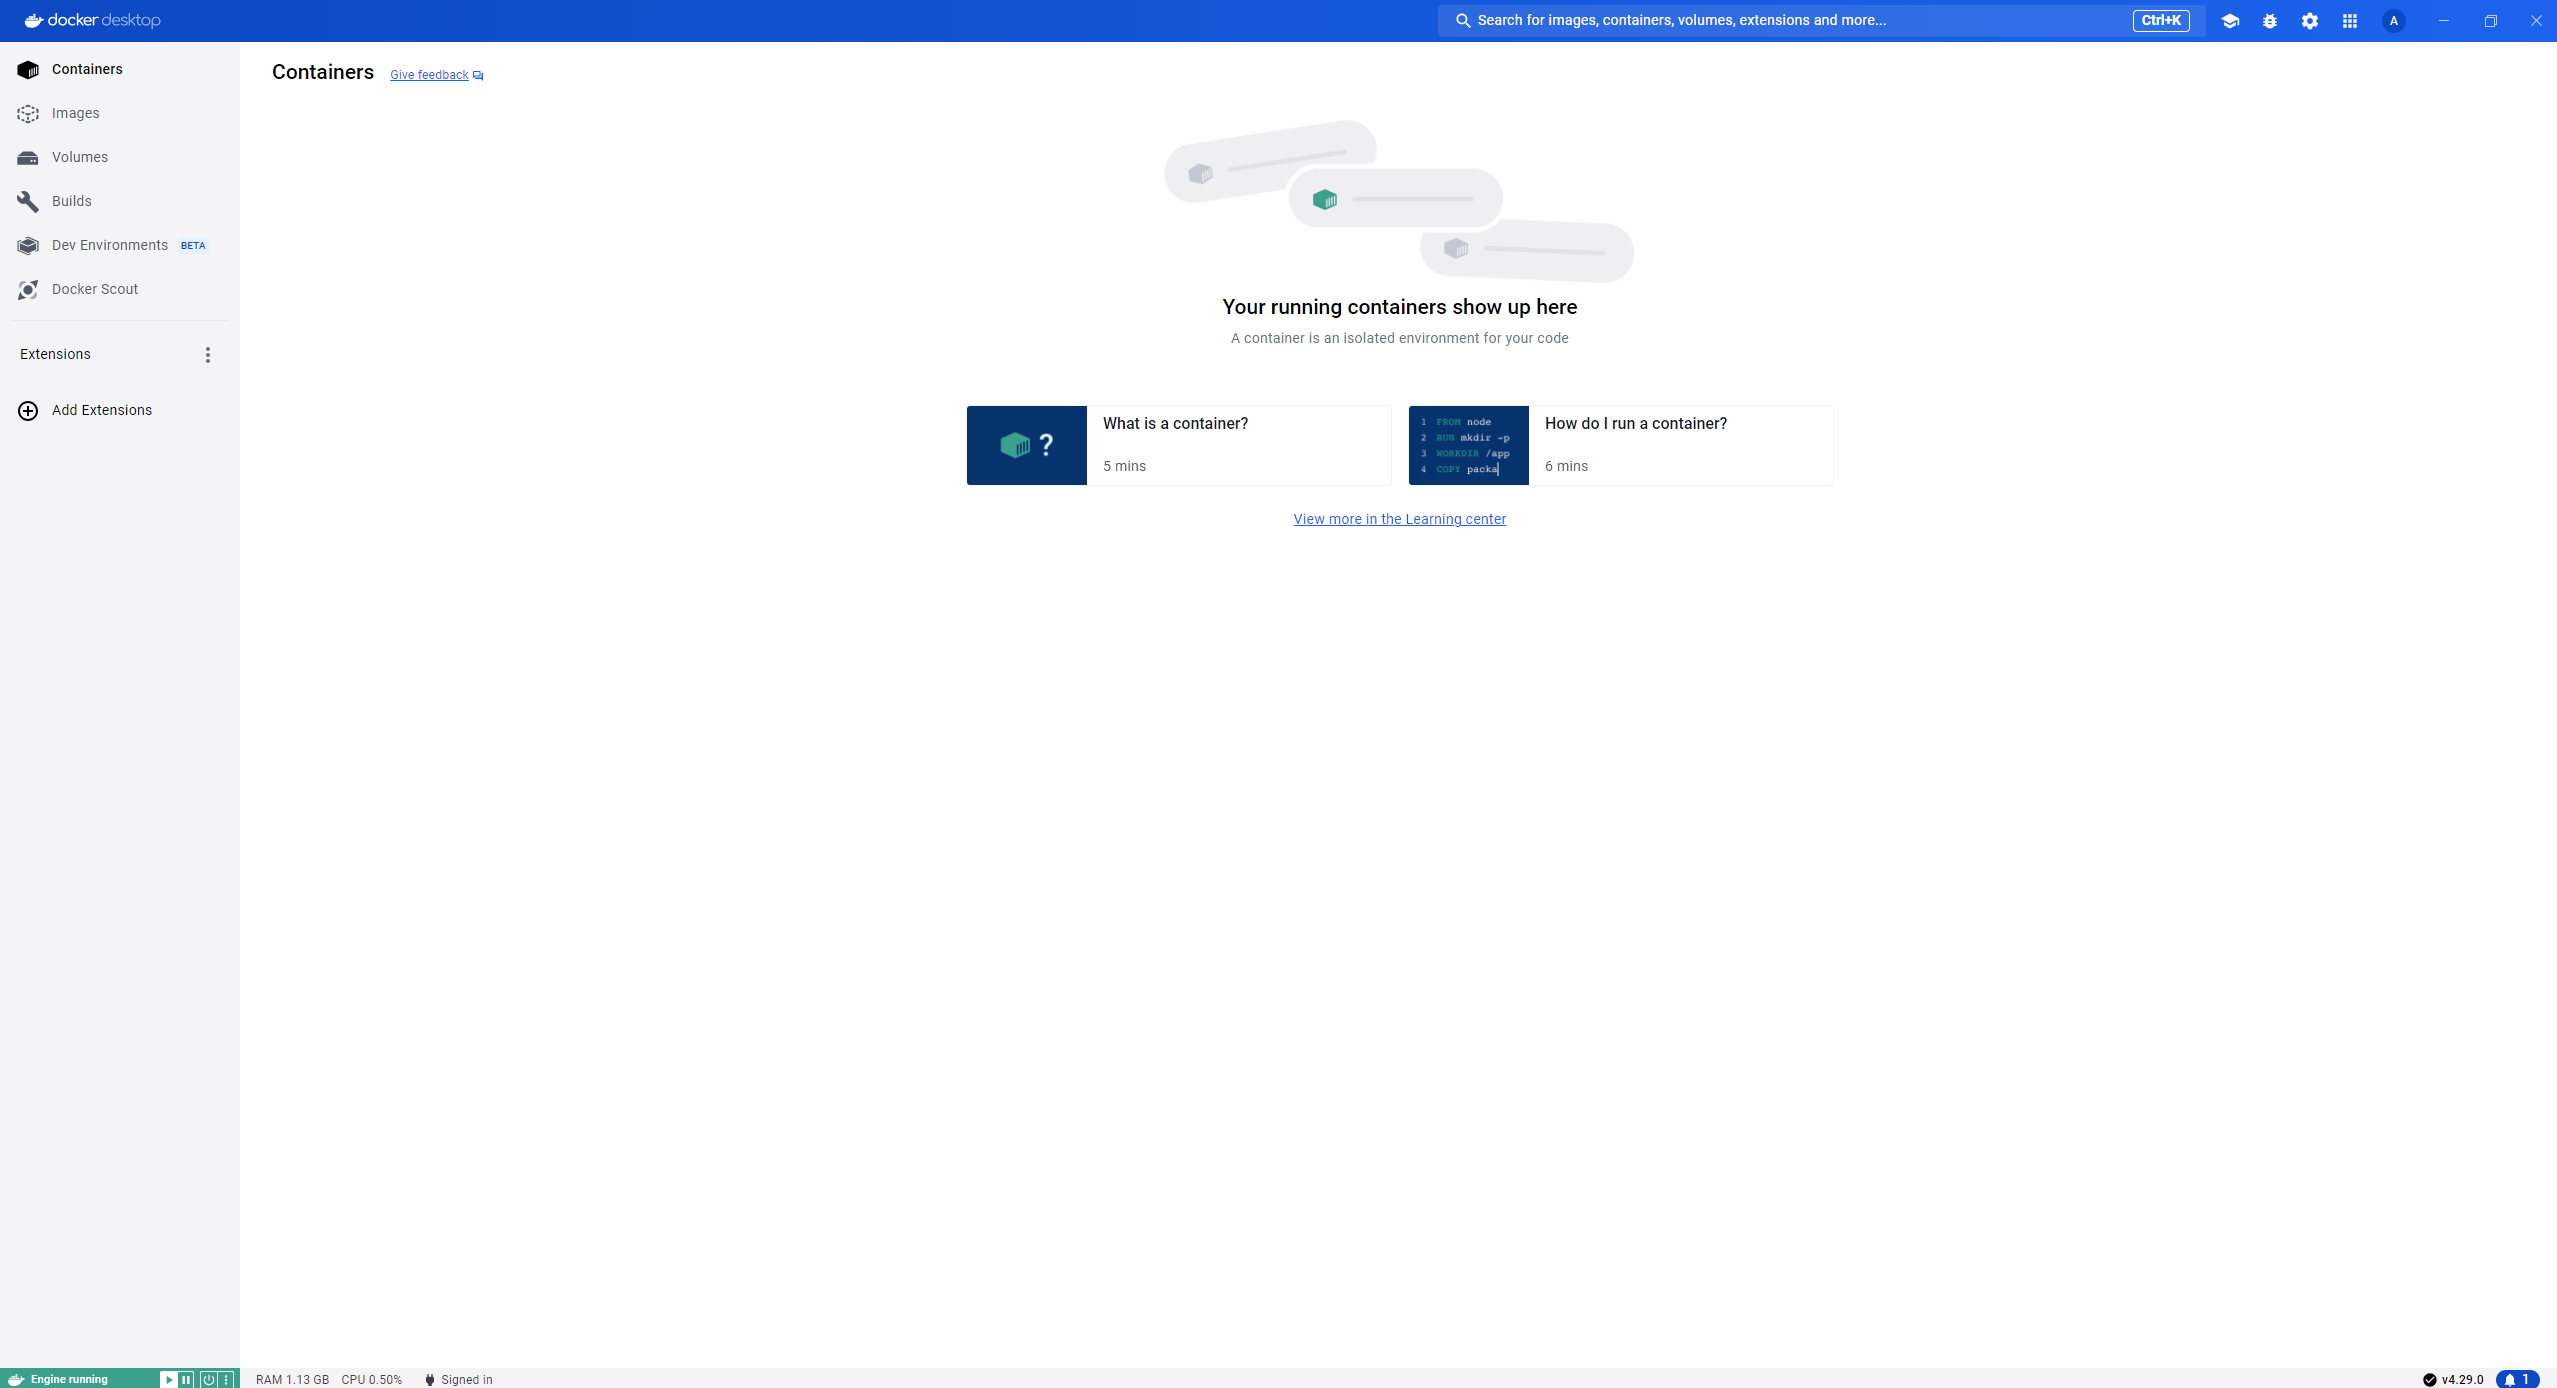 docker desktop
Search for images, containers, volumes, extensions and more...
Ctrl+K
A
Containers
Images
Volumes
Builds
Dev Environments BETA
Docker Scout
Extensions
Add Extensions
Containers Give feedback
Your running containers show up here
A container is an isolated environment for your code
?
What is a container?
5 mins
1 FROM node
2 RUN mkdir -p
3 WORKDIR /app
4 COPY packa
How do I run a container?
6 mins
View more in the Learning center
Engine running
RAM 1.13 GB CPU 0.50% Signed in
v4.29.0
1